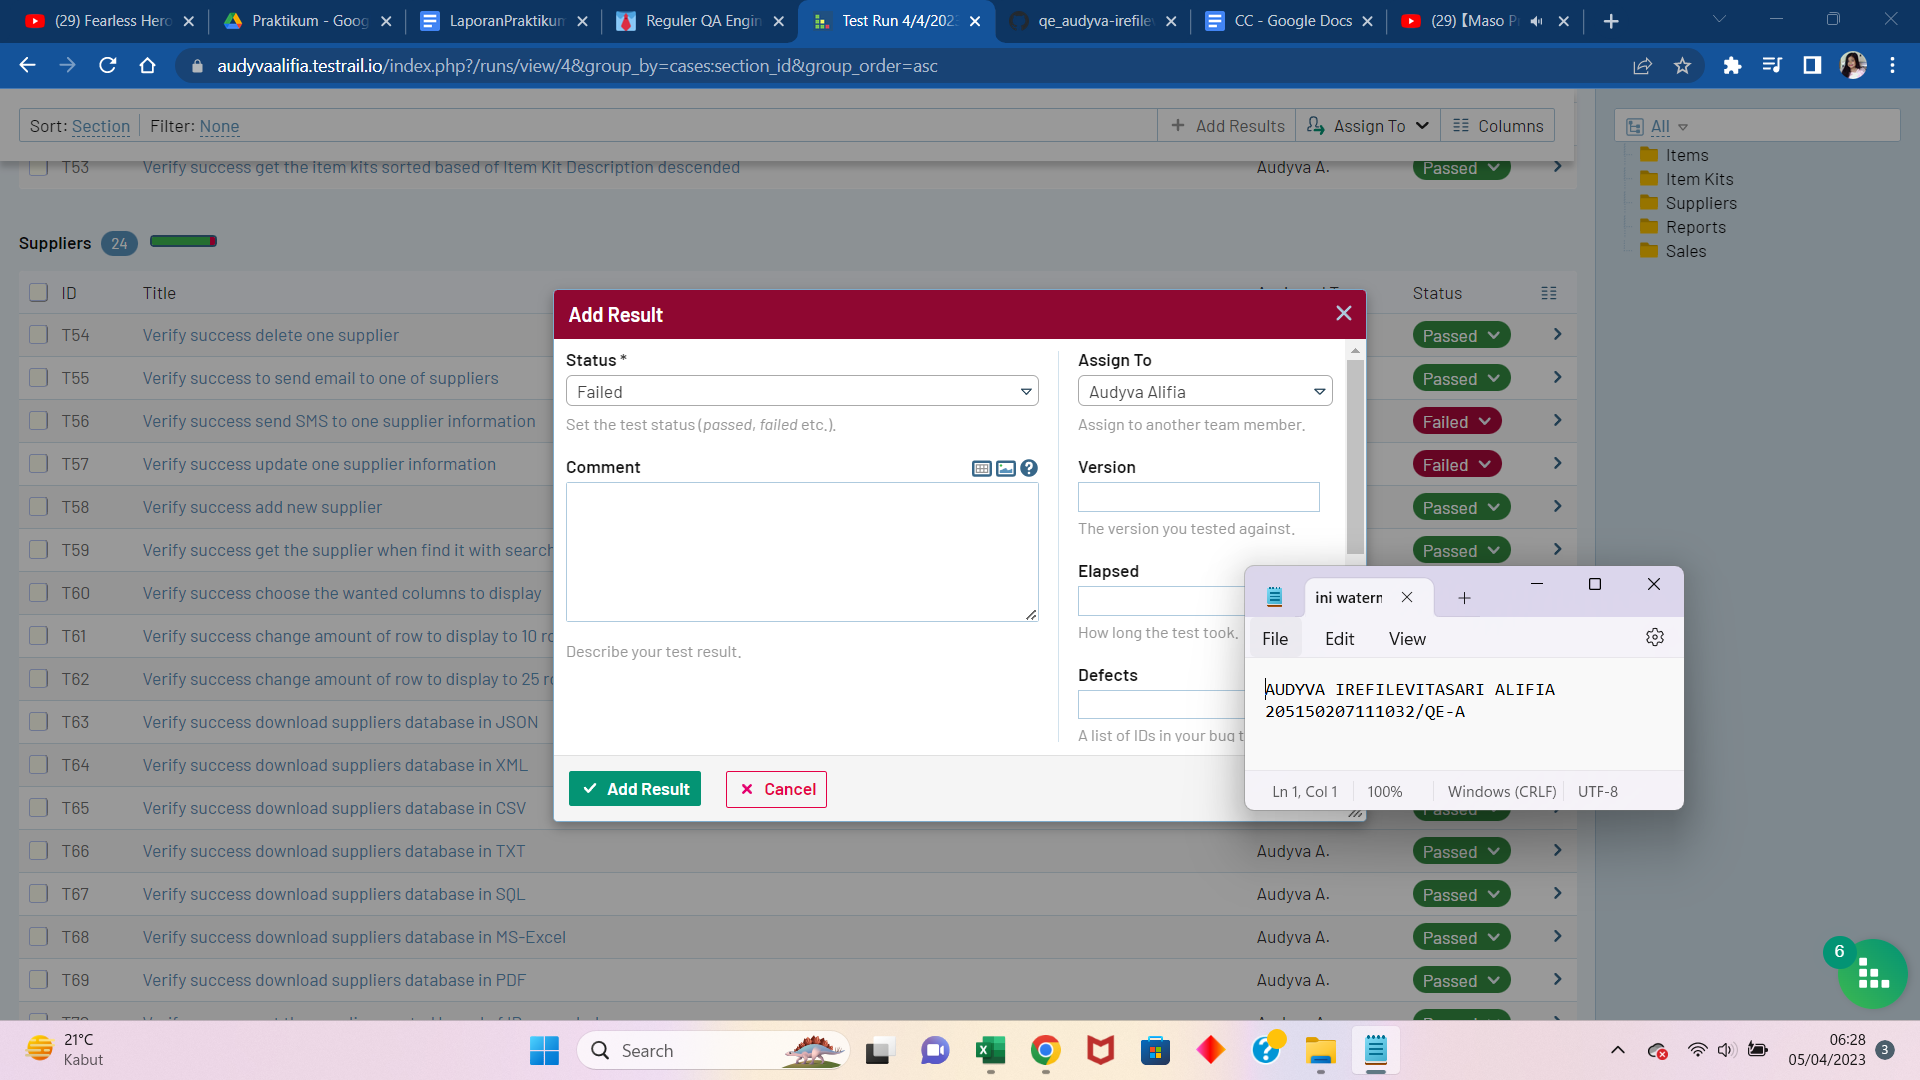 (29) Fearless Hero
Praktikum - Goog
LaporanPraktikum
Reguler QA Engin
Test Run 4/4/2023
qe_audyva-irefilev
CC - Google Docs
(29) 【Maso P
audyvaalifia.testrail.io/index.php?/runs/view/4&group_by=cases:section_id&group_order=asc
Sort: Section
Filter: None
Add Results
Assign To
Columns
All
Items
Item Kits
Suppliers
Reports
Sales
T53 Verify success get the item kits sorted based of Item Kit Description descended Audyva A. Passed
Suppliers 24
ID Title Status
T54 Verify success delete one supplier Passed
T55 Verify success to send email to one of suppliers Passed
T56 Verify success send SMS to one supplier information Failed
T57 Verify success update one supplier information Failed
T58 Verify success add new supplier Passed
T59 Verify success get the supplier when find it with search Passed
T60 Verify success choose the wanted columns to display
T61 Verify success change amount of row to display to 10 ro
T62 Verify success change amount of row to display to 25 ro
T63 Verify success download suppliers database in JSON
T64 Verify success download suppliers database in XML
T65 Verify success download suppliers database in CSV Passed
T66 Verify success download suppliers database in TXT Audyva A. Passed
T67 Verify success download suppliers database in SQL Audyva A. Passed
T68 Verify success download suppliers database in MS-Excel Audyva A. Passed
T69 Verify success download suppliers database in PDF Audyva A. Passed
Add Result
Status *
Failed
Set the test status (passed, failed etc.).
Comment
Describe your test result.
Assign To
Audyva Alifia
Assign to another team member.
Version
The version you tested against.
Elapsed
How long the test took.
Defects
A list of IDs in your bug t
Add Result
Cancel
ini watern
File Edit View
AUDYVA IREFILEVITASARI ALIFIA
205150207111032/QE-A
Ln 1, Col 1
100%
Windows (CRLF)
UTF-8
6
21°C
Kabut
Search
06:28
05/04/2023
3